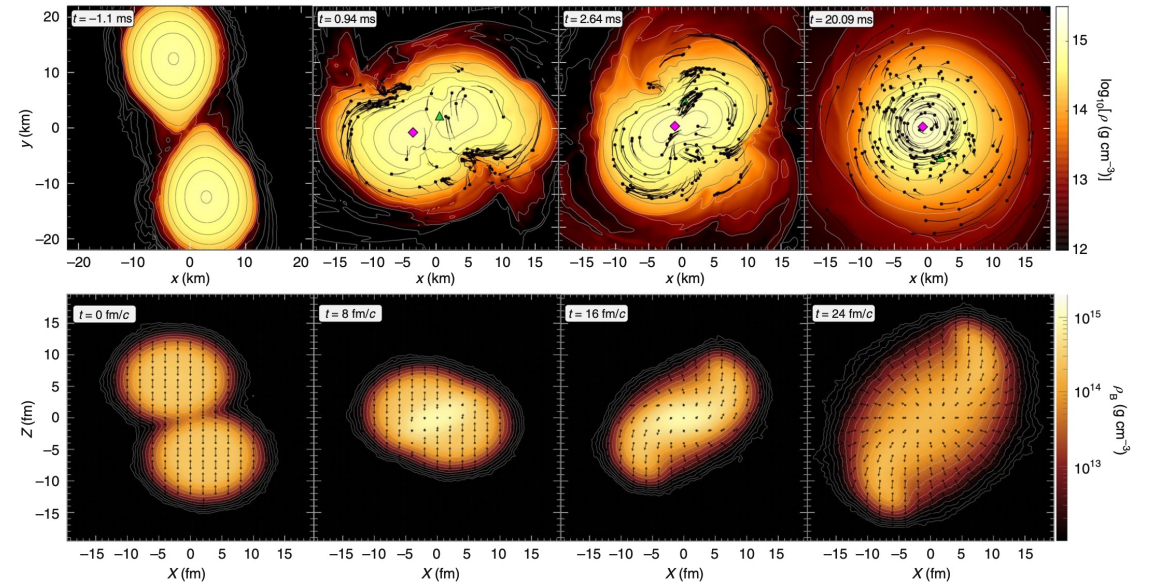 t = −1.1 ms
t = 0.94 ms
t = 2.64 ms
t = 20.09 ms
20
10
0
−10
−20
y (km)
−20 −10 0 10 20
−15 −10 −5 0 5 10 15
−15 −10 −5 0 5 10 15
−15 −10 −5 0 5 10 15
x (km)
x (km)
x (km)
x (km)
15
14
13
12
log10[ρ (g cm−3)]
t = 0 fm/c
t = 8 fm/c
t = 16 fm/c
t = 24 fm/c
15
10
5
0
−5
−10
−15
Z (fm)
−15 −10 −5 0 5 10 15
−15 −10 −5 0 5 10 15
−15 −10 −5 0 5 10 15
−15 −10 −5 0 5 10 15
X (fm)
X (fm)
X (fm)
X (fm)
10^15
10^14
10^13
ρB (g cm−3)